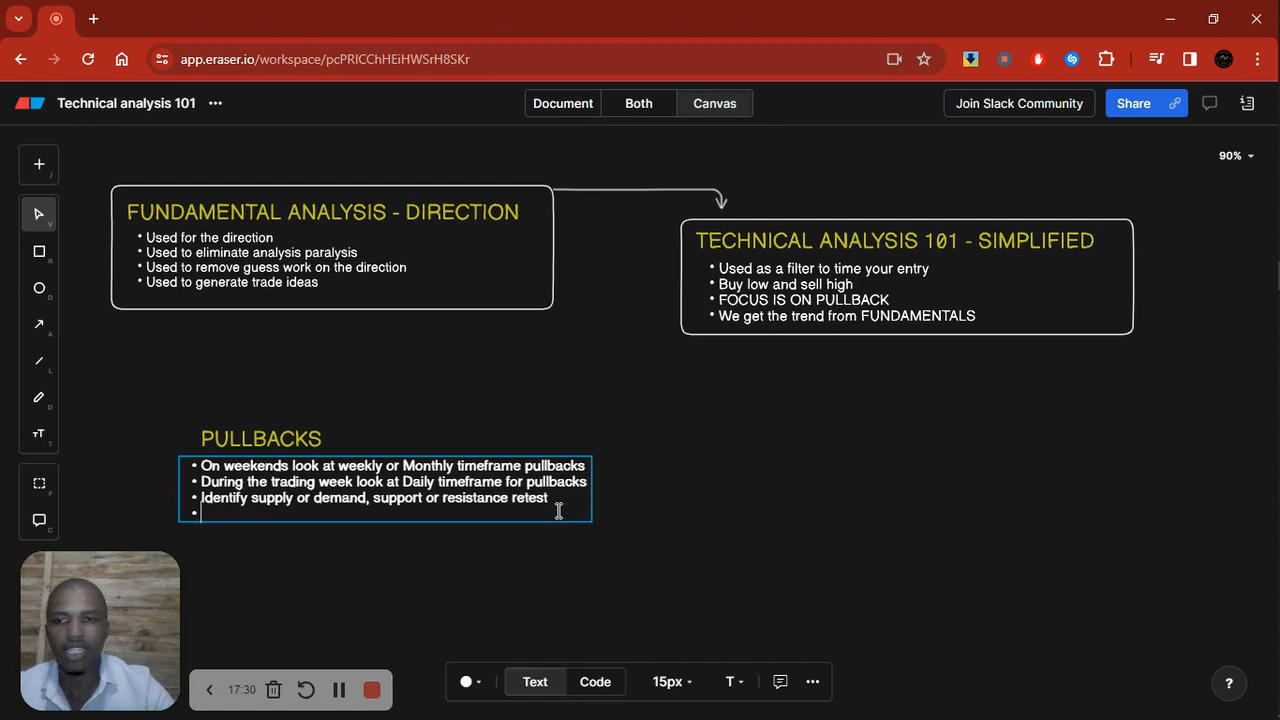 app.eraser.io/workspace/pcPRlCChHEiHWSrH8SKr
Technical analysis 101
Document
Both
Canvas
Join Slack Community
Share
90%
FUNDAMENTAL ANALYSIS - DIRECTION
• Used for the direction
• Used to eliminate analysis paralysis
• Used to remove guess work on the direction
• Used to generate trade ideas
TECHNICAL ANALYSIS 101 - SIMPLIFIED
• Used as a filter to time your entry
• Buy low and sell high
• FOCUS IS ON PULLBACK
• We get the trend from FUNDAMENTALS
PULLBACKS
• On weekends look at weekly or Monthly timeframe pullbacks
• During the trading week look at Daily timeframe for pullbacks
• Identify supply or demand, support or resistance retest
•
17:30
Text
Code
15px
T
?